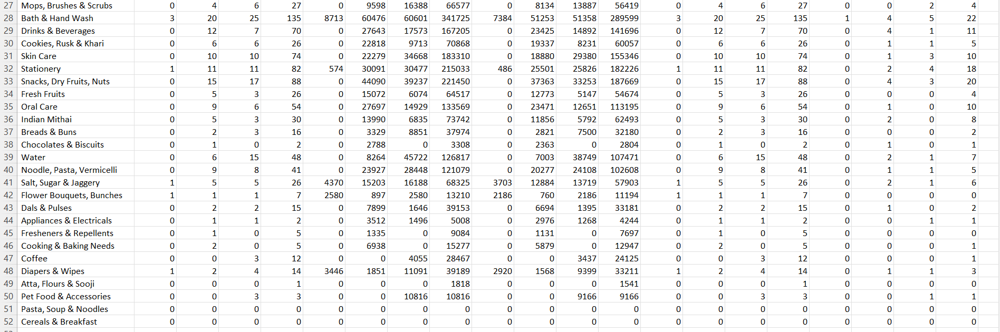 27 Mops, Brushes & Scrubs 0 4 6 27 0 9598 16388 66577 0 8134 13887 56419 0 4 6 27 0 0 2 4
28 Bath & Hand Wash 3 20 25 135 8713 60476 60601 341725 7384 51253 51358 289599 3 20 25 135 1 4 5 22
29 Drinks & Beverages 0 12 7 70 0 27643 17573 167205 0 23425 14892 141696 0 12 7 70 0 4 1 11
30 Cookies, Rusk & Khari 0 6 6 26 0 22818 9713 70868 0 19337 8231 60057 0 6 6 26 0 1 1 5
31 Skin Care 0 10 10 74 0 22279 34668 183310 0 18880 29380 155346 0 10 10 74 0 1 3 10
32 Stationery 1 11 11 82 574 30091 30477 215033 486 25501 25826 182226 1 11 11 82 0 2 4 18
33 Snacks, Dry Fruits, Nuts 0 15 17 88 0 44090 39237 221450 0 37363 33253 187669 0 15 17 88 0 4 3 20
34 Fresh Fruits 0 5 3 26 0 15072 6074 64517 0 12773 5147 54674 0 5 3 26 0 0 0 4
35 Oral Care 0 9 6 54 0 27697 14929 133569 0 23471 12651 113195 0 9 6 54 0 1 0 10
36 Indian Mithai 0 5 3 30 0 13990 6835 73742 0 11856 5792 62493 0 5 3 30 0 2 0 8
37 Breads & Buns 0 2 3 16 0 3329 8851 37974 0 2821 7500 32180 0 2 3 16 0 0 0 2
38 Chocolates & Biscuits 0 1 0 2 0 2788 0 3308 0 2363 0 2804 0 1 0 2 0 1 0 1
39 Water 0 6 15 48 0 8264 45722 126817 0 7003 38749 107471 0 6 15 48 0 2 1 7
40 Noodle, Pasta, Vermicelli 0 9 8 41 0 23927 28448 121079 0 20277 24108 102608 0 9 8 41 0 1 1 5
41 Salt, Sugar & Jaggery 1 5 5 26 4370 15203 16188 68325 3703 12884 13719 57903 1 5 5 26 0 2 1 6
42 Flower Bouquets, Bunches 1 1 1 7 2580 897 2580 13210 2186 760 2186 11194 1 1 1 7 0 0 0 0
43 Dals & Pulses 0 2 2 15 0 7899 1646 39153 0 6694 1395 33181 0 2 2 15 0 1 0 2
44 Appliances & Electricals 0 1 1 2 0 3512 1496 5008 0 2976 1268 4244 0 1 1 2 0 0 1 1
45 Fresheners & Repellents 0 1 0 5 0 1335 0 9084 0 1131 0 7697 0 1 0 5 0 0 0 0
46 Cooking & Baking Needs 0 2 0 5 0 6938 0 15277 0 5879 0 12947 0 2 0 5 0 0 0 1
47 Coffee 0 0 3 12 0 0 4055 28467 0 0 3437 24125 0 0 3 12 0 0 0 1
48 Diapers & Wipes 1 2 4 14 3446 1851 11091 39189 2920 1568 9399 33211 1 2 4 14 0 1 1 3
49 Atta, Flours & Sooji 0 0 0 1 0 0 0 1818 0 0 0 1541 0 0 0 1 0 0 0 0
50 Pet Food & Accessories 0 0 3 3 0 0 10816 10816 0 0 9166 9166 0 0 3 3 0 0 1 1
51 Pasta, Soup & Noodles 0 0 0 0 0 0 0 0 0 0 0 0 0 0 0 0 0 0 0 0
52 Cereals & Breakfast 0 0 0 0 0 0 0 0 0 0 0 0 0 0 0 0 0 0 0 0